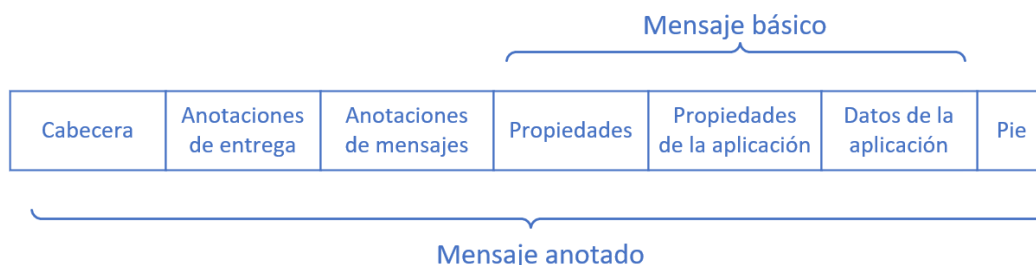 Mensaje básico
Cabecera
Anotaciones
de entrega
Anotaciones
de mensajes
Propiedades
Propiedades
de la aplicación
Datos de la
aplicación
Pie
Mensaje anotado